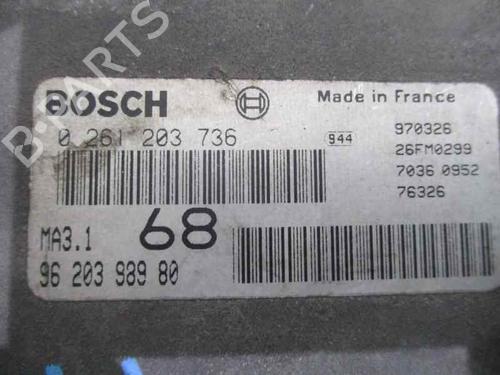 B-PARTS
BOSCH
Made in France
0 261 203 736
944
970326
26FM0299
7036 0952
76326
MA3.1
68
96 203 989 80